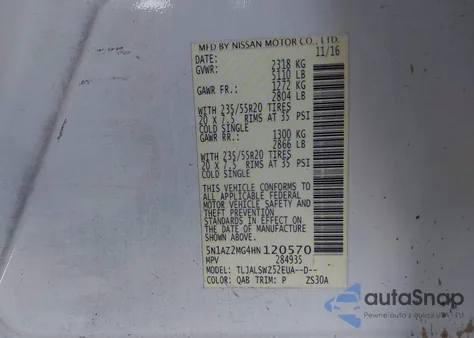 MFD BY NISSAN MOTOR CO., LTD.
DATE: 11/16
GVWR: 2318 KG
5110 LB
GAWR FR.: 1272 KG
2804 LB
WITH 235/55R20 TIRES
20 X 7.5 RIMS AT 35 PSI
COLD SINGLE
GAWR RR.: 1300 KG
2866 LB
WITH 235/55R20 TIRES
20 X 7.5 RIMS AT 35 PSI
COLD SINGLE
THIS VEHICLE CONFORMS TO
ALL APPLICABLE FEDERAL
MOTOR VEHICLE SAFETY AND
THEFT PREVENTION
STANDARDS IN EFFECT ON
THE DATE OF MANUFACTURE
SHOWN ABOVE.
5N1AZ2MG4HN120570
MPV 284935
MODEL: TLJALSWZ52EUA--D--
COLOR: QAB TRIM: P ZS30A
autoSnap
Pewne auta z aukcji z USA